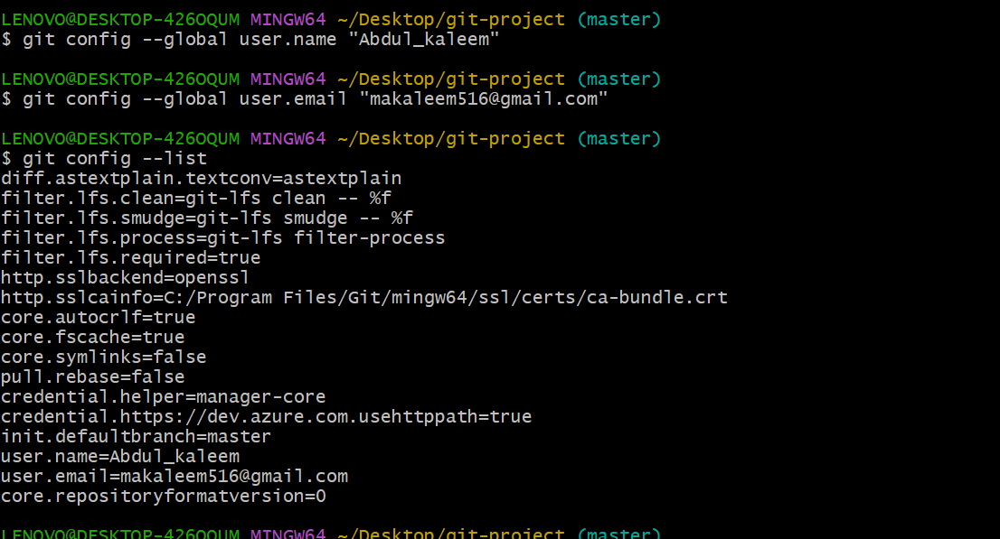 LENOVO@DESKTOP-426OQUM MINGW64 ~/Desktop/git-project (master)
$ git config --global user.name "Abdul_kaleem"
LENOVO@DESKTOP-426OQUM MINGW64 ~/Desktop/git-project (master)
$ git config --global user.email "makaleem516@gmail.com"
LENOVO@DESKTOP-426OQUM MINGW64 ~/Desktop/git-project (master)
$ git config --list
diff.astextplain.textconv=astextplain
filter.lfs.clean=git-lfs clean -- %f
filter.lfs.smudge=git-lfs smudge -- %f
filter.lfs.process=git-lfs filter-process
filter.lfs.required=true
http.sslbackend=openssl
http.sslcainfo=C:/Program Files/Git/mingw64/ssl/certs/ca-bundle.crt
core.autocrlf=true
core.fscache=true
core.symlinks=false
pull.rebase=false
credential.helper=manager-core
credential.https://dev.azure.com.usehttppath=true
init.defaultbranch=master
user.name=Abdul_kaleem
user.email=makaleem516@gmail.com
core.repositoryformatversion=0
LENOVO@DESKTOP-426OQUM MINGW64 ~/Desktop/git-project (master)